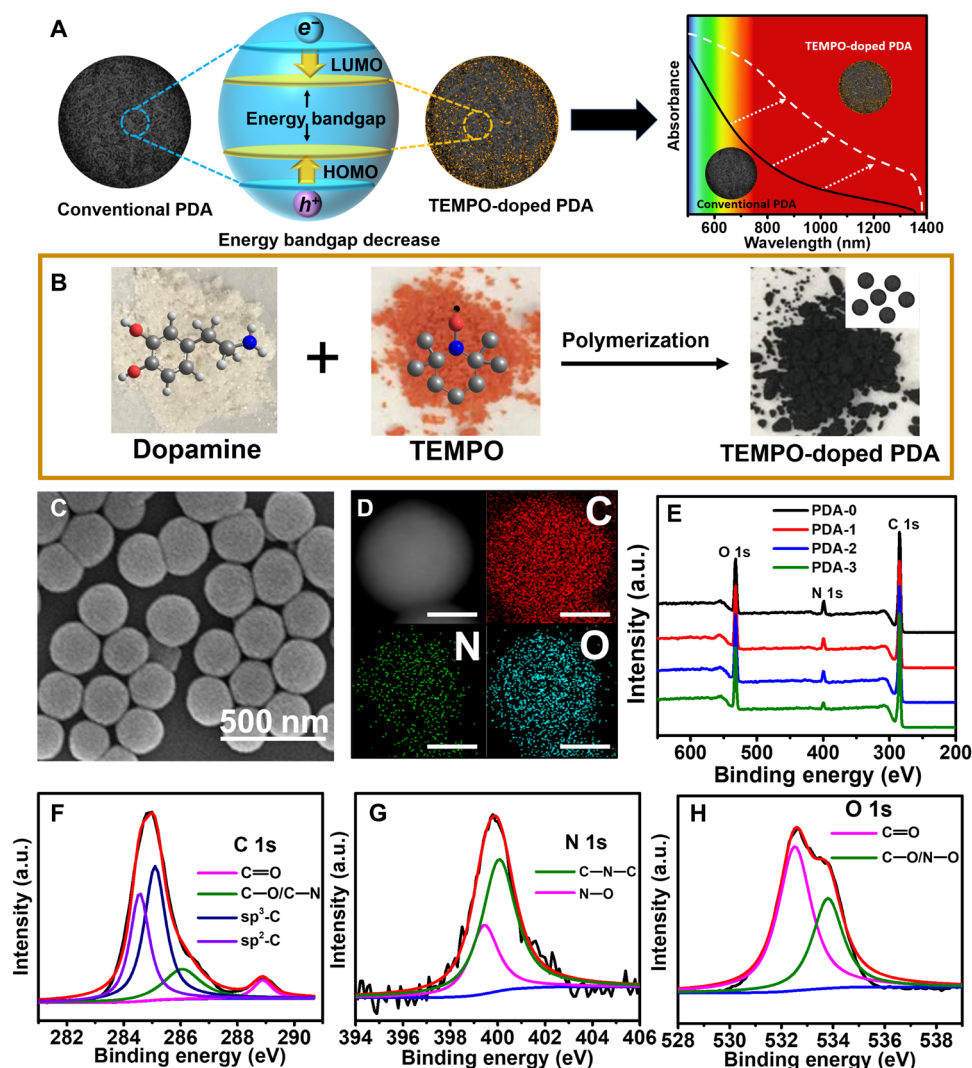 A
e⁻
LUMO
Energy bandgap
HOMO
h⁺
Conventional PDA
TEMPO-doped PDA
Energy bandgap decrease
Absorbance
TEMPO-doped PDA
Conventional PDA
600 800 1000 1200 1400
Wavelength (nm)
B
Polymerization
Dopamine
TEMPO
TEMPO-doped PDA
C
500 nm
D
C
N
O
E
PDA-0
PDA-1
PDA-2
PDA-3
O 1s
N 1s
C 1s
Intensity (a.u.)
600 500 400 300 200
Binding energy (eV)
F
C 1s
C=O
C—O/C—N
sp³-C
sp²-C
Intensity (a.u.)
282 284 286 288 290
Binding energy (eV)
G
N 1s
C—N—C
N—O
Intensity (a.u.)
394 396 398 400 402 404 406
Binding energy (eV)
H
O 1s
C=O
C—O/N—O
Intensity (a.u.)
528 530 532 534 536 538
Binding energy (eV)